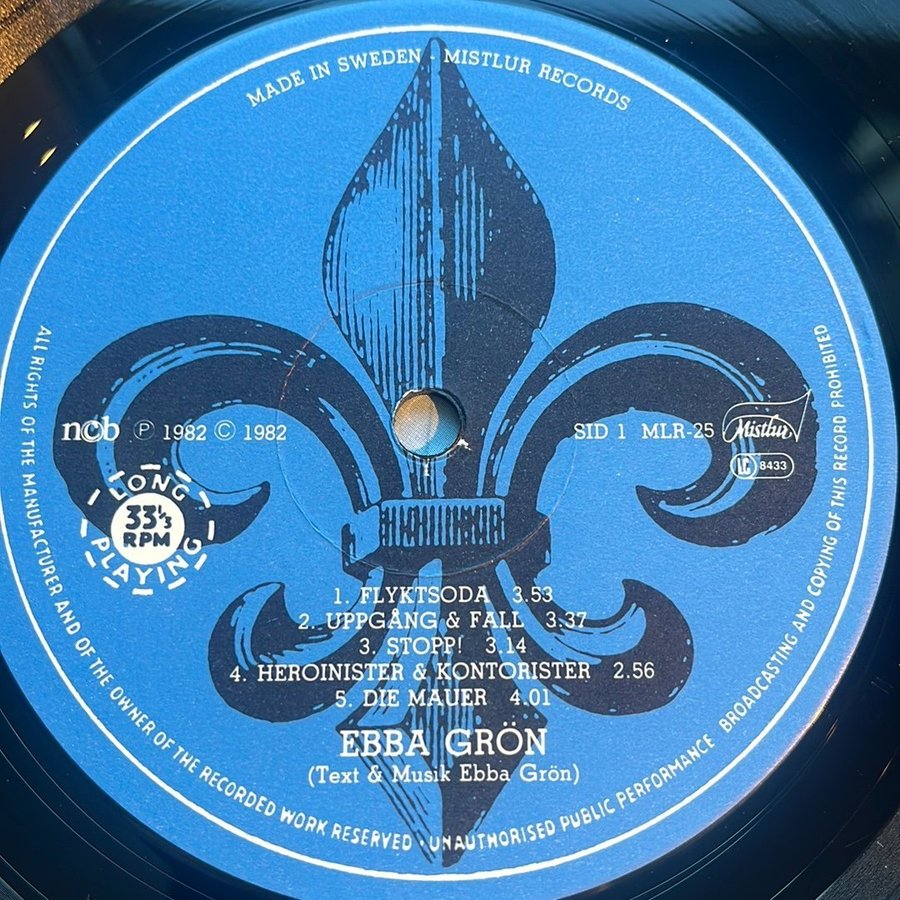 MADE IN SWEDEN · MISTLUR RECORDS
ncb Ⓟ 1982 © 1982
SID 1 MLR-25
Mistlur
LC 8433
LONG
33 1/3
RPM
PLAYING
1. FLYKTSODA 3.53
2. UPPGÅNG & FALL 3.37
3. STOPP! 3.14
4. HEROINISTER & KONTORISTER 2.56
5. DIE MAUER 4.01
EBBA GRÖN
(Text & Musik Ebba Grön)
ALL RIGHTS OF THE MANUFACTURER AND OF THE OWNER OF THE RECORDED WORK RESERVED · UNAUTHORISED PUBLIC PERFORMANCE BROADCASTING AND COPYING OF THIS RECORD PROHIBITED